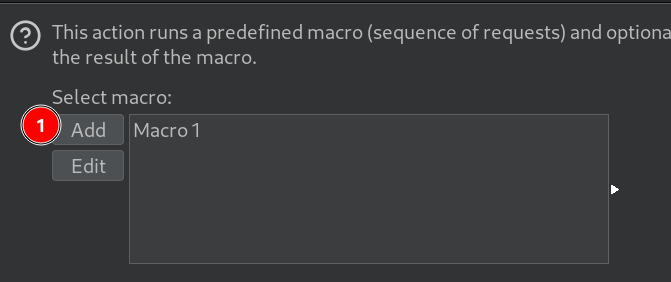 This action runs a predefined macro (sequence of requests) and optiona
the result of the macro.
Select macro:
1
Add
Macro 1
Edit